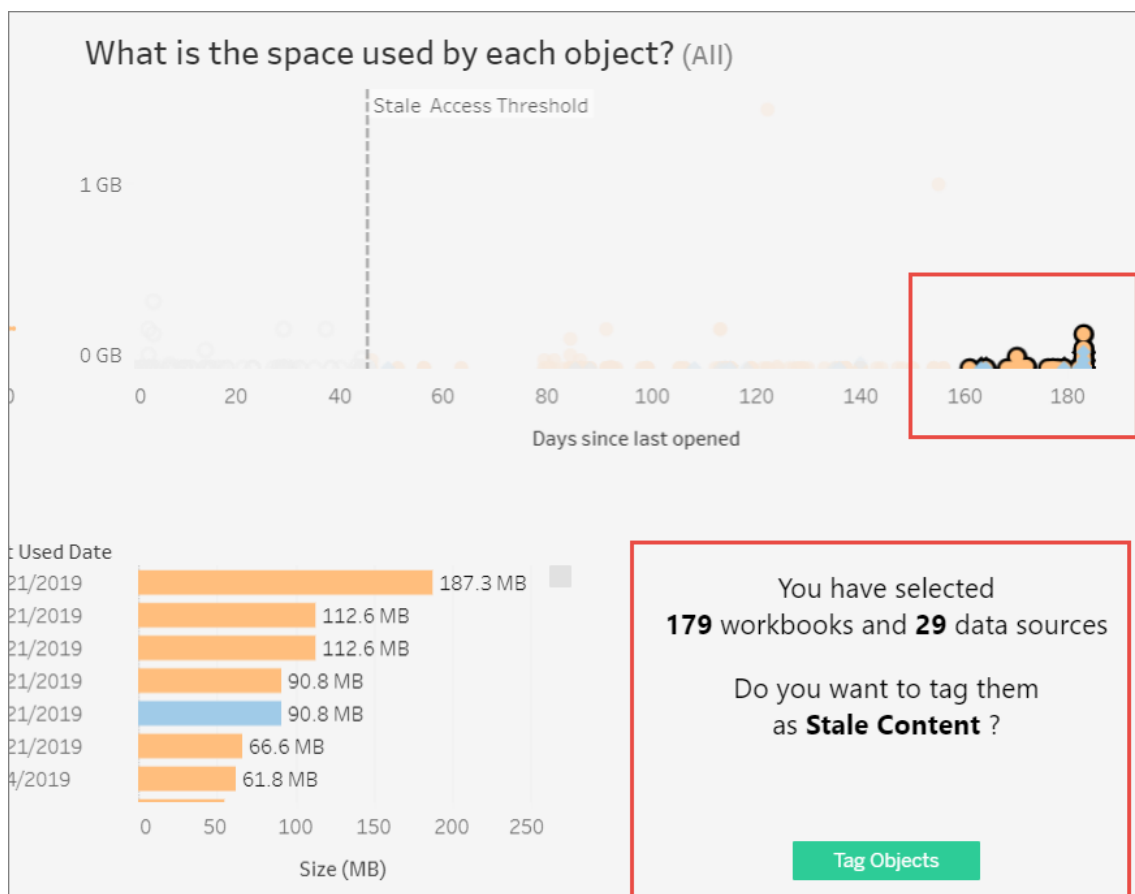 What is the space used by each object? (All)
Stale Access Threshold
1 GB
0 GB
0 20 40 60 80 100 120 140 160 180
Days since last opened
Used Date
21/2019 187.3 MB
21/2019 112.6 MB
21/2019 112.6 MB
21/2019 90.8 MB
21/2019 90.8 MB
21/2019 66.6 MB
4/2019 61.8 MB
0 50 100 150 200 250
Size (MB)
You have selected
179 workbooks and 29 data sources
Do you want to tag them
as Stale Content ?
Tag Objects